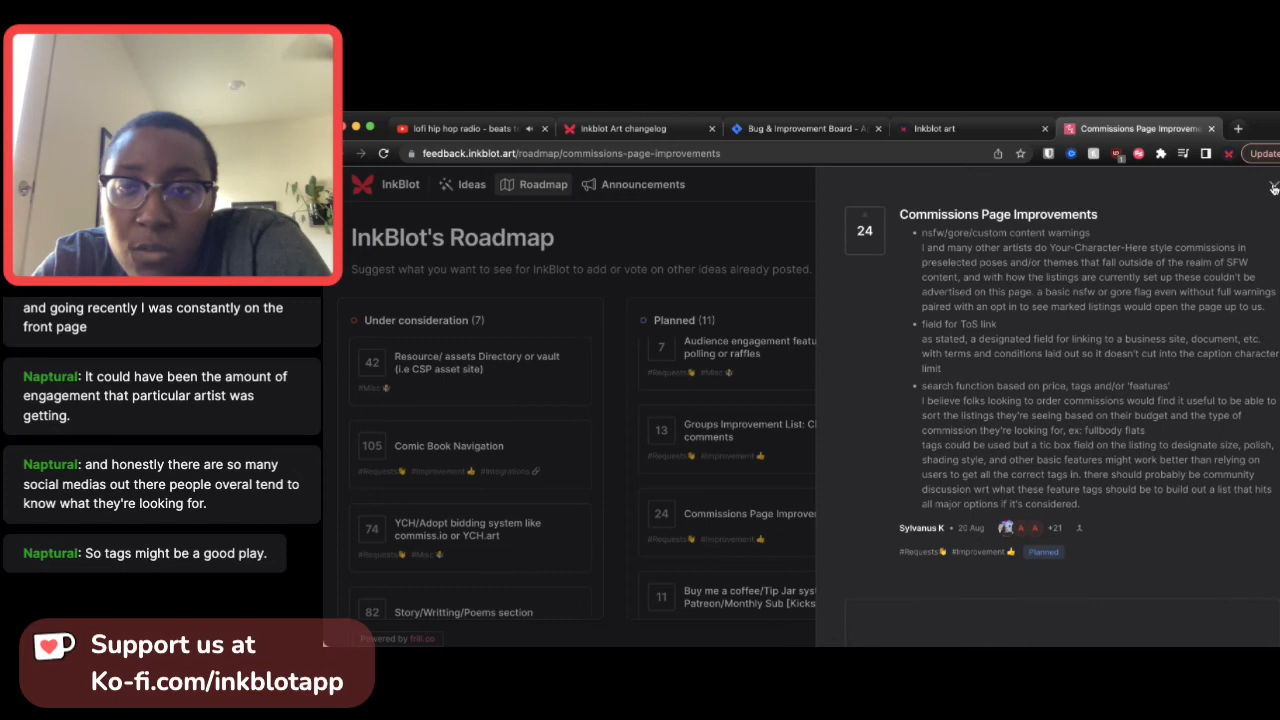 and going recently I was constantly on the
front page
Naptural: It could have been the amount of
engagement that particular artist was
getting.
Naptural: and honestly there are so many
social medias out there people overal tend to
know what they're looking for.
Naptural: So tags might be a good play.
Support us at
Ko-fi.com/inkblotapp
lofi hip hop radio - beats t
Inkblot Art changelog
Bug & Improvement Board - A
Inkblot art
Commissions Page Improvem
feedback.inkblot.art/roadmap/commissions-page-improvements
Update
InkBlot
Ideas
Roadmap
Announcements
InkBlot's Roadmap
Suggest what you want to see for InkBlot to add or vote on other ideas already posted.
Under consideration (7)
42
Resource/ assets Directory or vault
(i.e CSP asset site)
#Misc
105
Comic Book Navigation
#Requests #Improvement #Integrations
74
YCH/Adopt bidding system like
commiss.io or YCH.art
#Requests #Misc
82
Story/Writting/Poems section
Powered by frill.co
Planned (11)
7
Audience engagement featu
polling or raffles
#Requests #Misc
13
Groups Improvement List: C
comments
#Requests #Improvement
24
Commissions Page Improve
#Requests #Improvement
11
Buy me a coffee/Tip Jar sys
Patreon/Monthly Sub [Kicks
24
Commissions Page Improvements
• nsfw/gore/custom content warnings
I and many other artists do Your-Character-Here style commissions in
preselected poses and/or themes that fall outside of the realm of SFW
content, and with how the listings are currently set up these couldn't be
advertised on this page. a basic nsfw or gore flag even without full warnings
paired with an opt in to see marked listings would open the page up to us.
• field for ToS link
as stated, a designated field for linking to a business site, document, etc.
with terms and conditions laid out so it doesn't cut into the caption character
limit
• search function based on price, tags and/or 'features'
I believe folks looking to order commissions would find it useful to be able to
sort the listings they're seeing based on their budget and the type of
commission they're looking for, ex: fullbody flats
tags could be used but a tic box field on the listing to designate size, polish,
shading style, and other basic features might work better than relying on
users to get all the correct tags in. there should probably be community
discussion wrt what these feature tags should be to build out a list that hits
all major options if it's considered.
Sylvanus K • 20 Aug A A +21
#Requests #Improvement Planned